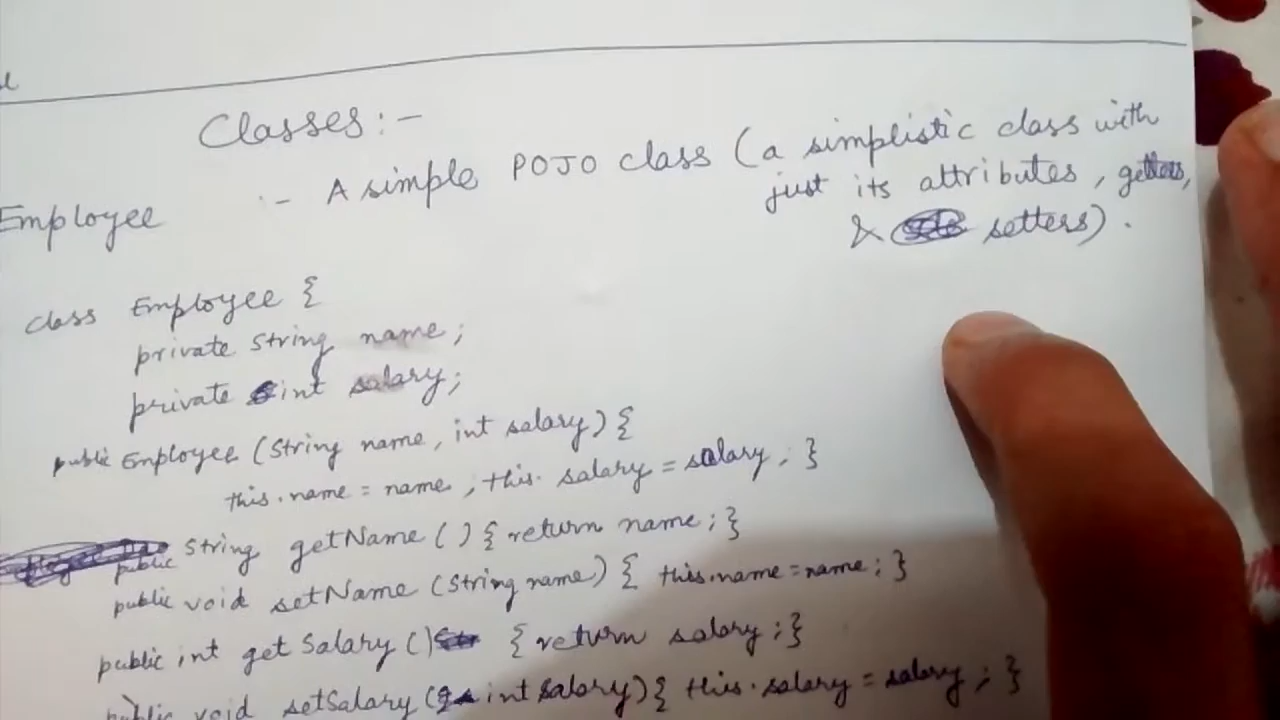 Classes:-
Employee :- A simple POJO class (a simplistic class with
just its attributes, getters,
& setters).
class Employee {
private String name;
private int salary;
public Employee (String name, int salary) {
this.name = name, this.salary = salary; }
public String getName () { return name; }
public void setName (String name) { this.name = name; }
public int getSalary () { return salary; }
public void setSalary (int salary) { this.salary = salary; }